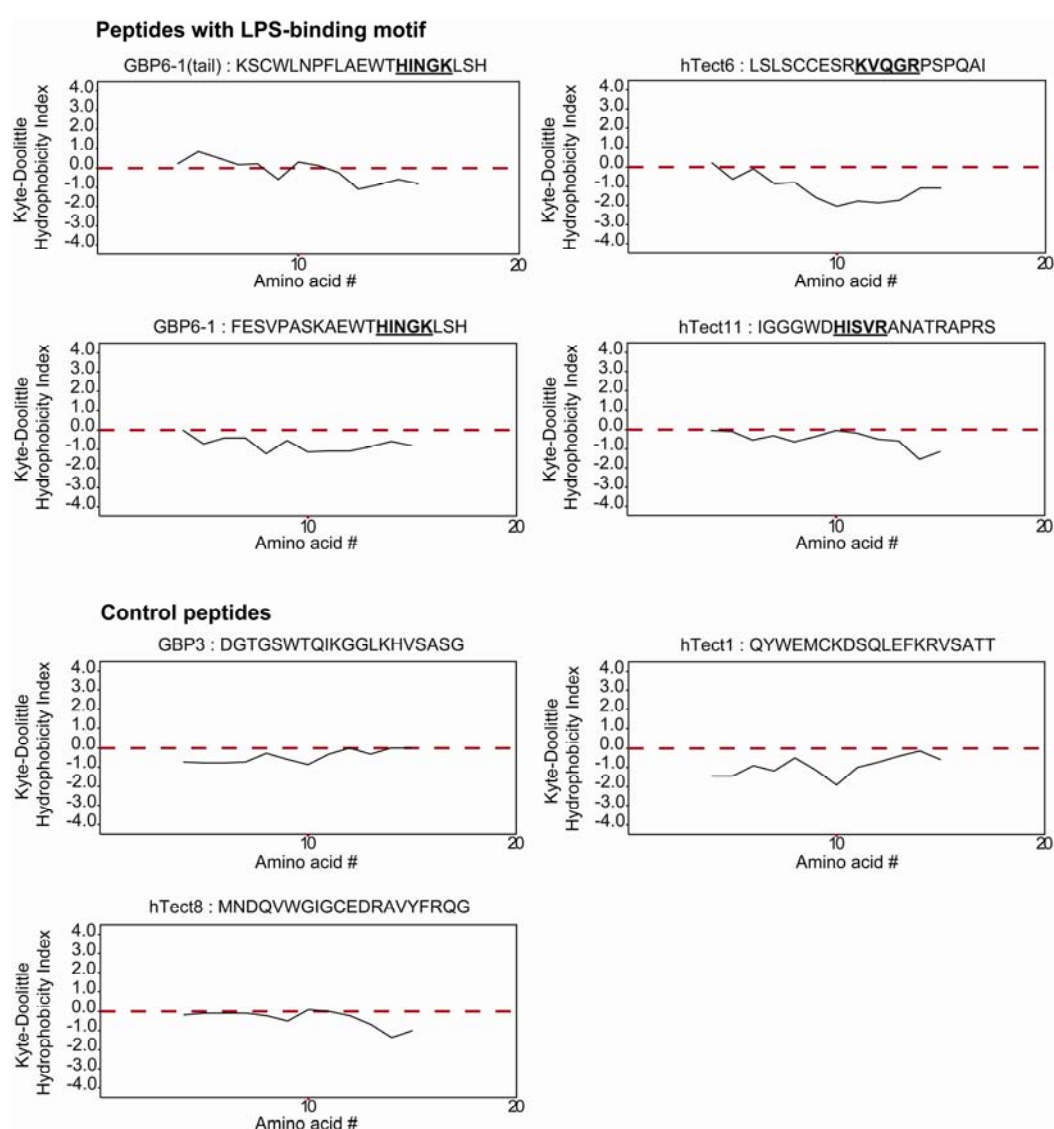 Peptides with LPS-binding motif
GBP6-1(tail) : KSCWLNPFLAEWTHINGKLSH
Kyte-Doolittle
Hydrophobicity Index
4.0
3.0
2.0
1.0
0.0
-1.0
-2.0
-3.0
-4.0
10
20
Amino acid #
hTect6 : LSLSCCESRKVQGRPSPQAI
Kyte-Doolittle
Hydrophobicity Index
4.0
3.0
2.0
1.0
0.0
-1.0
-2.0
-3.0
-4.0
10
20
Amino acid #
GBP6-1 : FESVPASKAEWTHINGKLSH
Kyte-Doolittle
Hydrophobicity Index
4.0
3.0
2.0
1.0
0.0
-1.0
-2.0
-3.0
-4.0
10
20
Amino acid #
hTect11 : IGGGWDHISVRANATRAPRS
Kyte-Doolittle
Hydrophobicity Index
4.0
3.0
2.0
1.0
0.0
-1.0
-2.0
-3.0
-4.0
10
20
Amino acid #
Control peptides
GBP3 : DGTGSWTQIKGGLKHVSASG
Kyte-Doolittle
Hydrophobicity Index
4.0
3.0
2.0
1.0
0.0
-1.0
-2.0
-3.0
-4.0
10
20
Amino acid #
hTect1 : QYWEMCKDSQLEFKRVSATT
Kyte-Doolittle
Hydrophobicity Index
4.0
3.0
2.0
1.0
0.0
-1.0
-2.0
-3.0
-4.0
10
20
Amino acid #
hTect8 : MNDQVWGIGCEDRAVYFRQG
Kyte-Doolittle
Hydrophobicity Index
4.0
3.0
2.0
1.0
0.0
-1.0
-2.0
-3.0
-4.0
10
20
Amino acid #